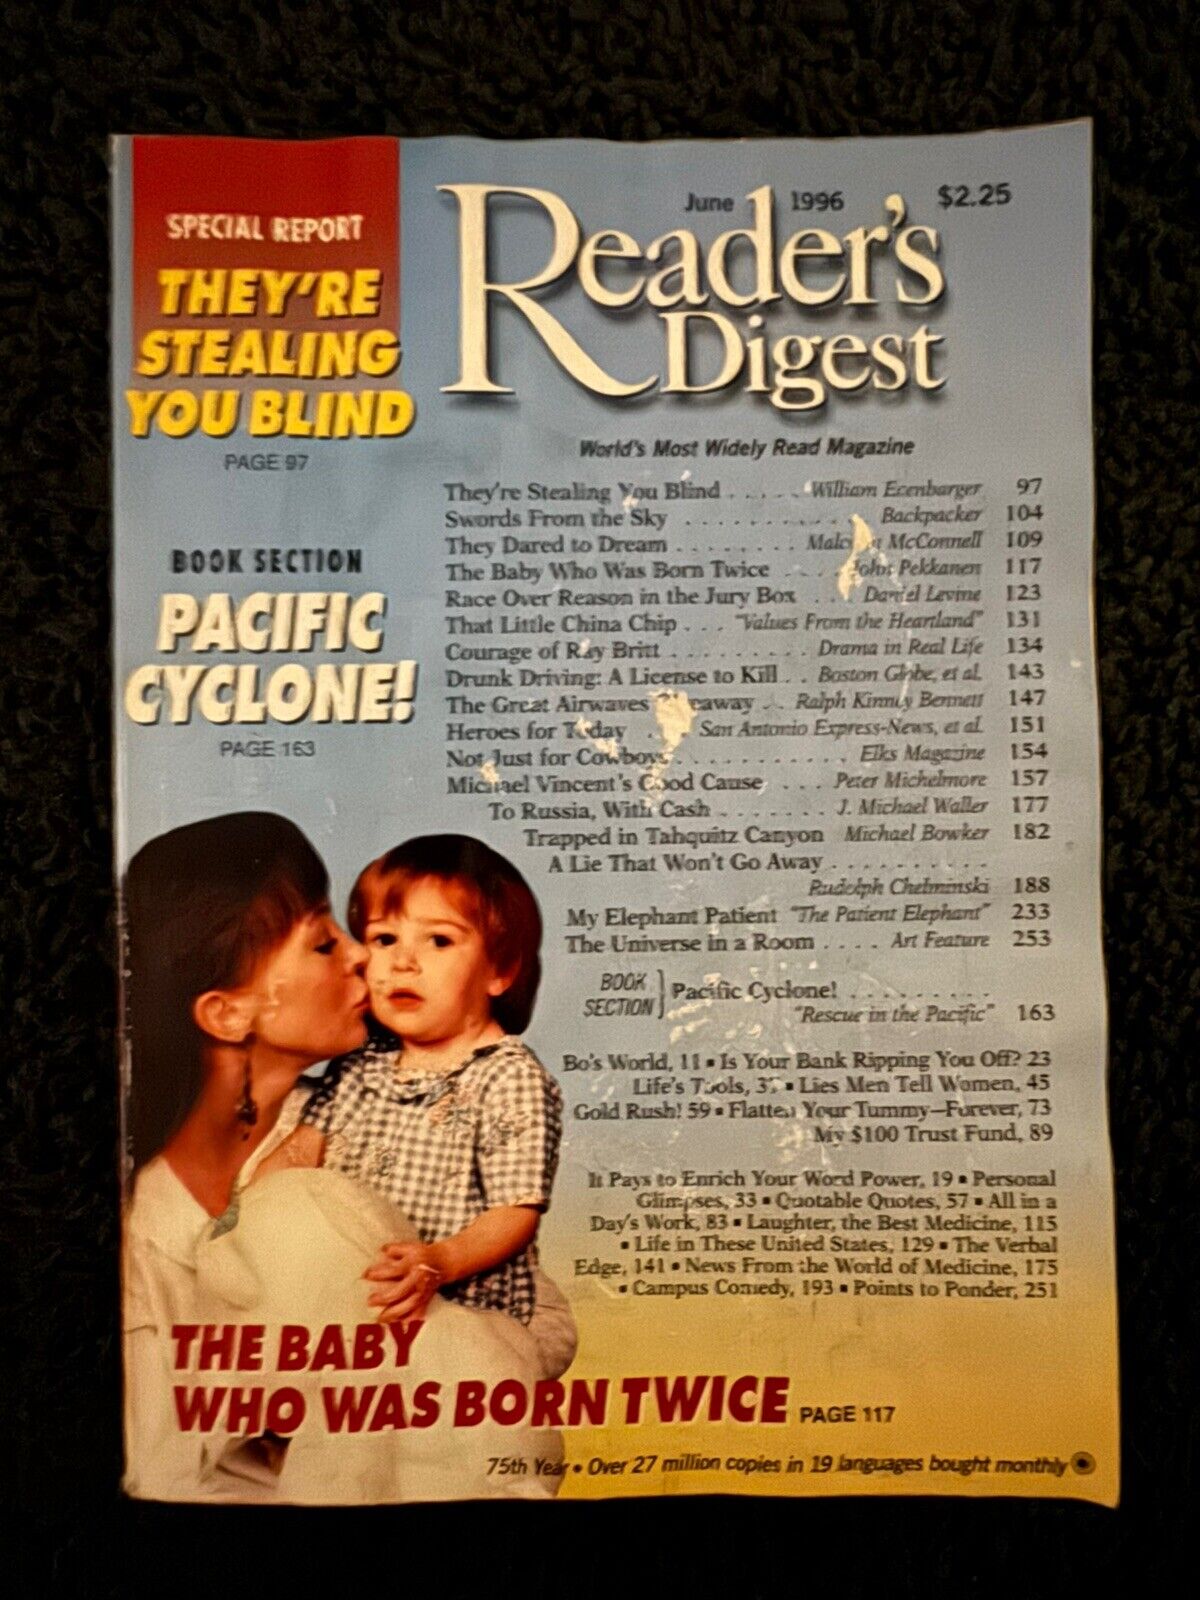 SPECIAL REPORT
THEY'RE
STEALING
YOU BLIND
PAGE 97
BOOK SECTION
PACIFIC
CYCLONE!
PAGE 163
June 1996 $2.25
Reader's
Digest
World's Most Widely Read Magazine
They're Stealing You Blind . . . . . William Ecenbarger 97
Swords From the Sky . . . . . . . . . . . Backpacker 104
They Dared to Dream . . . . . . . . Malcolm McConnell 109
The Baby Who Was Born Twice . . . . John Pekkanen 117
Race Over Reason in the Jury Box . . . Daniel Levine 123
That Little China Chip . . . "Values From the Heartland" 131
Courage of Ray Britt . . . . . . . . . Drama in Real Life 134
Drunk Driving: A License to Kill . . Boston Globe, et al. 143
The Great Airwaves Giveaway . . Ralph Kinney Bennett 147
Heroes for Today . . San Antonio Express-News, et al. 151
Not Just for Cowboys . . . . . . . . . . . Elks Magazine 154
Michael Vincent's Good Cause . . . Peter Michelmore 157
To Russia, With Cash . . . . . . . J. Michael Waller 177
Trapped in Tahquitz Canyon Michael Bowker 182
A Lie That Won't Go Away . . . . . . . . . .
Rudolph Chelminski 188
My Elephant Patient "The Patient Elephant" 233
The Universe in a Room . . . . Art Feature 253
BOOK SECTION Pacific Cyclone! . . . . . . . . .
"Rescue in the Pacific" 163
Bo's World, 11 ▪ Is Your Bank Ripping You Off? 23
Life's Tools, ▪ Lies Men Tell Women, 45
Gold Rush! 59 ▪ Flatten Your Tummy—Forever, 73
My $100 Trust Fund, 89
It Pays to Enrich Your Word Power, 19 ▪ Personal
Glimpses, 33 ▪ Quotable Quotes, 57 ▪ All in a
Day's Work, 83 ▪ Laughter, the Best Medicine, 115
▪ Life in These United States, 129 ▪ The Verbal
Edge, 141 ▪ News From the World of Medicine, 175
▪ Campus Comedy, 193 ▪ Points to Ponder, 251
THE BABY
WHO WAS BORN TWICE PAGE 117
75th Year • Over 27 million copies in 19 languages bought monthly